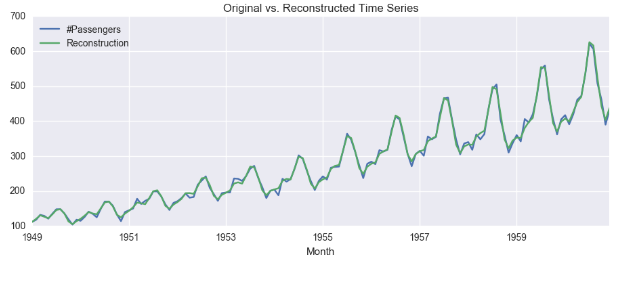 Original vs. Reconstructed Time Series
700
#Passengers
Reconstruction
600
500
400
300
200
100
1949 1951 1953 1955 1957 1959
Month